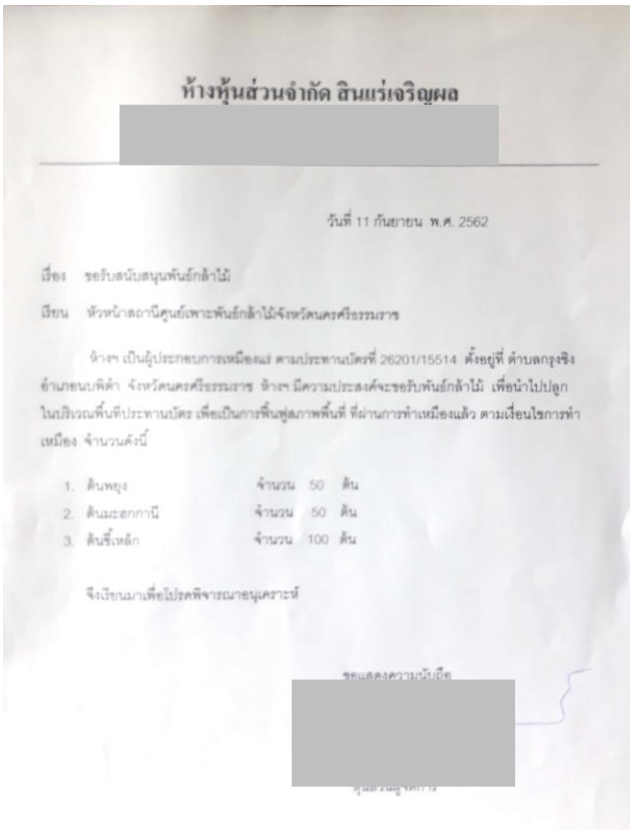 ห้างหุ้นส่วนจำกัด สินแร่เจริญผล
วันที่ 11 กันยายน พ.ศ. 2562
เรื่อง ขอรับสนับสนุนพันธ์กล้าไม้
เรียน หัวหน้าสถานีศูนย์เพาะพันธ์กล้าไม้จังหวัดนครศรีธรรมราช
ห้างฯ เป็นผู้ประกอบการเหมืองแร่ ตามประทานบัตรที่ 26201/15514 ตั้งอยู่ที่ ตำบลกรุงชิง
อำเภอนบพิตำ จังหวัดนครศรีธรรมราช ห้างฯ มีความประสงค์จะขอรับพันธ์กล้าไม้ เพื่อนำไปปลูก
ในบริเวณพื้นที่ประทานบัตร เพื่อเป็นการฟื้นฟูสภาพพื้นที่ ที่ผ่านการทำเหมืองแล้ว ตามเงื่อนไขการทำ
เหมือง จำนวนดังนี้
1. ต้นพยุง จำนวน 50 ต้น
2. ต้นมะฮกกานี จำนวน 50 ต้น
3. ต้นขี้เหล็ก จำนวน 100 ต้น
จึงเรียนมาเพื่อโปรดพิจารณาอนุเคราะห์
ขอแสดงความนับถือ
หุ้นส่วนผู้จัดการ